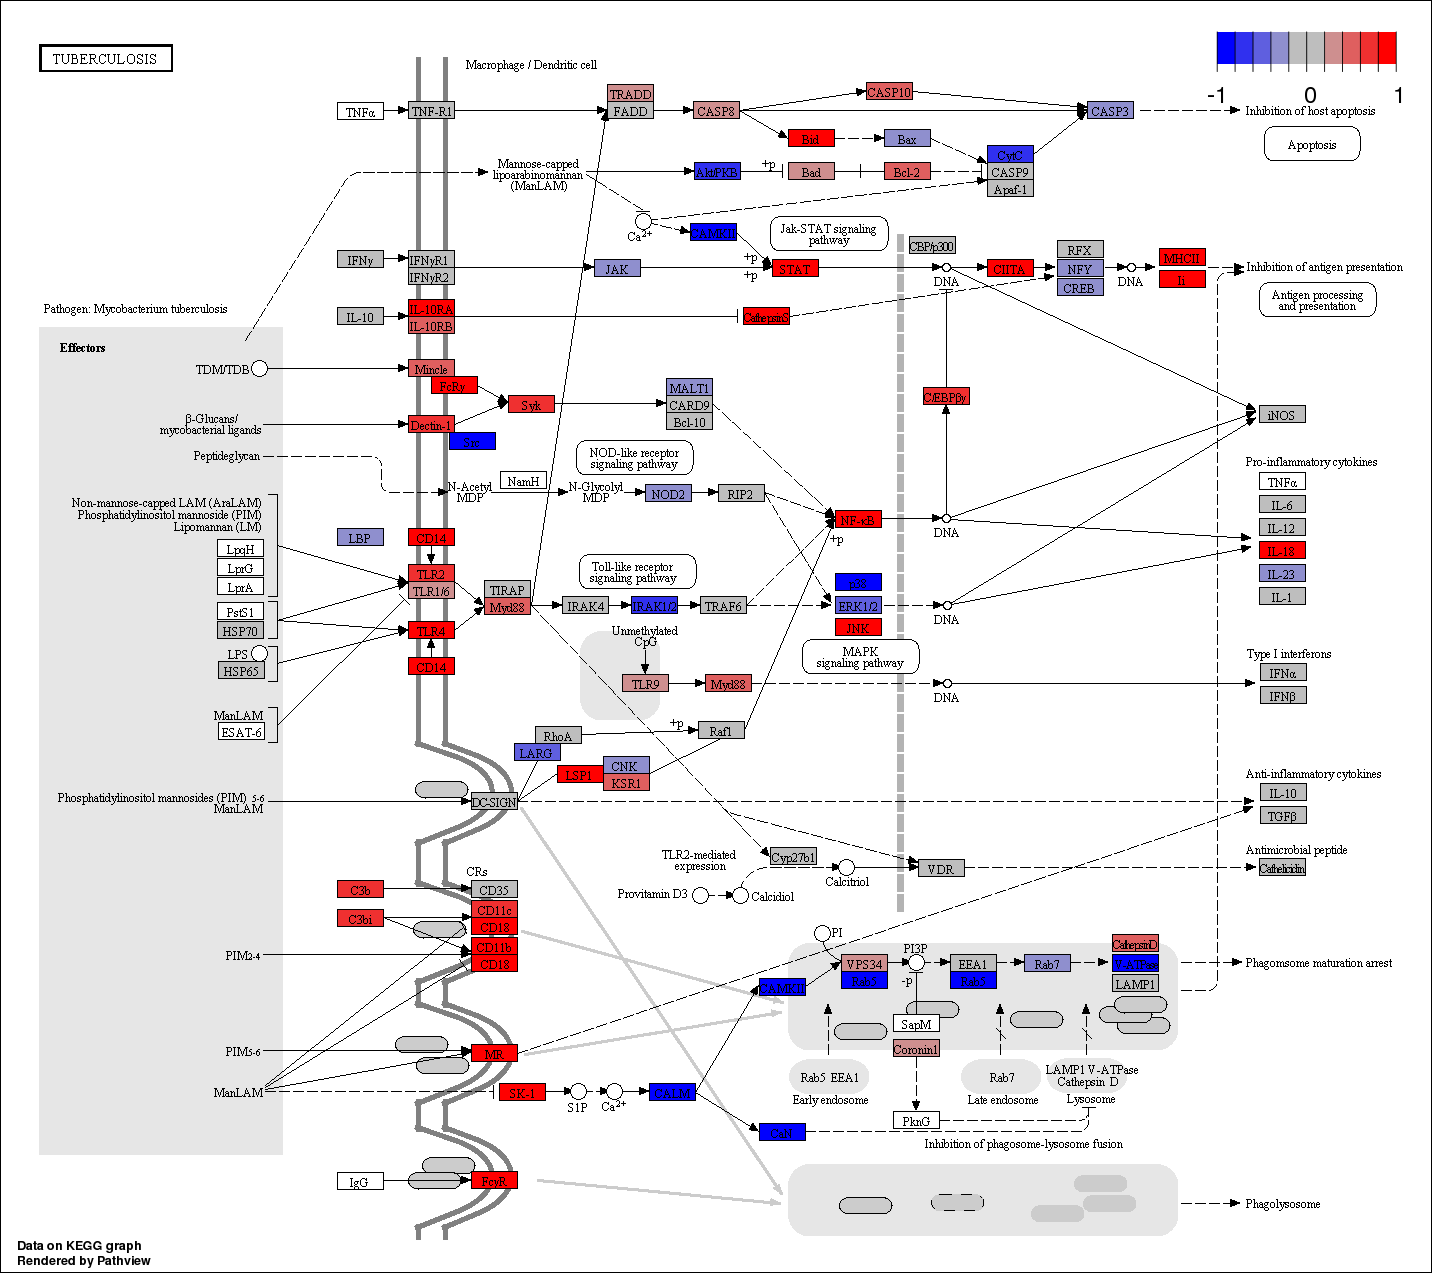 TUBERCULOSIS
Macrophage / Dendritic cell
-1 0 1
TNFα
TNF-R1
TRADD
FADD
CASP8
CASP10
CASP3
Inhibition of host apoptosis
Bid
Bax
Apoptosis
CytC
CASP9
Apaf-1
Mannose-capped
lipoarabinomannan
(ManLAM)
Akt/PKB
+p
Bad
Bcl-2
Ca2+
Jak-STAT signaling
pathway
IFNγ
IFNγR1
IFNγR2
JAK
+p
+p
STAT
CBP/p300
DNA
CIITA
RFX
NFY
CREB
DNA
MHCII
Ii
Inhibition of antigen presentation
Antigen processing
and presentation
Pathogen: Mycobacterium tuberculosis
IL-10
IL-10RA
IL-10RB
CathepsinS
Effectors
TDM/TDB
Mincle
FcRγ
Syk
MALT1
CARD9
Bcl-10
C/EBPβγ
iNOS
β-Glucans/
mycobacterial ligands
Dectin-1
Src
Peptideglycan
NOD-like receptor
signaling pathway
N-Acetyl
MDP
NamH
N-Glycolyl
MDP
NOD2
RIP2
Pro-inflammatory cytokines
TNFα
IL-6
IL-12
IL-18
IL-23
IL-1
Non-mannose-capped LAM (AraLAM)
Phosphatidylinositol mannoside (PIM)
Lipomannan (LM)
LpqH
LprG
LprA
PstS1
HSP70
LPS
HSP65
ManLAM
ESAT-6
LBP
CD14
TLR2
TLR1/6
TLR4
CD14
TIRAP
Myd88
Toll-like receptor
signaling pathway
IRAK4
IRAK1/2
TRAF6
NF-κB
+p
DNA
p38
ERK1/2
JNK
DNA
MAPK
signaling pathway
Unmethylated
CpG
TLR9
Myd88
DNA
Type I interferons
IFNα
IFNβ
RhoA
+p
Raf1
LARG
LSP1
CNK
KSR1
Phosphatidylinositol mannosides (PIM) 5-6
ManLAM
DC-SIGN
Anti-inflammatory cytokines
IL-10
TGFβ
TLR2-mediated
expression
Cyp27b1
Provitamin D3
Calcidiol
Calcitriol
VDR
Antimicrobial peptide
Cathelicidin
CRs
C3b
CD35
C3bi
CD11c
CD18
CD11b
CD18
PIM2-4
PI
VPS34
Rab5
PI3P
-p
EEA1
Rab5
Rab7
CathepsinD
V-ATPase
LAMP1
Phagomsome maturation arrest
CAMKII
SapM
Coronin1
PIM5-6
MR
ManLAM
SK-1
S1P
Ca2+
CALM
CaN
Rab5 EEA1
Early endosome
Rab7
Late endosome
LAMP1 V-ATPase
Cathepsin D
Lysosome
PknG
Inhibition of phagosome-lysosome fusion
IgG
FcγR
Phagolysosome
Data on KEGG graph
Rendered by Pathview